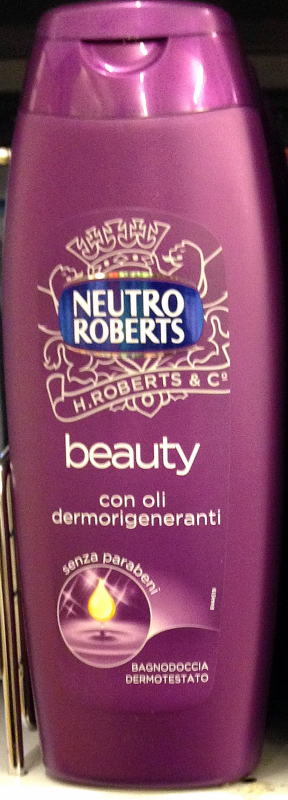 NEUTRO
ROBERTS
H. ROBERTS & Cº
beauty
con oli
dermorigeneranti
senza parabeni
BAGNODOCCIA
DERMOTESTATO